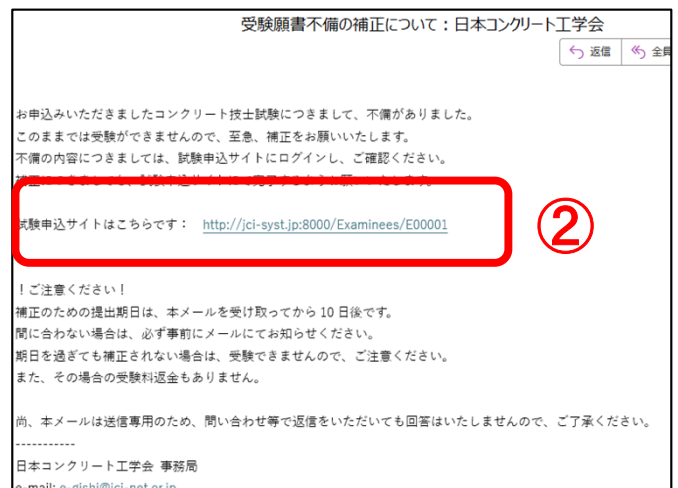 受験願書不備の補正について：日本コンクリート工学会
返信 全員
お申込みいただきましたコンクリート技士試験につきまして、不備がありました。
このままでは受験ができませんので、至急、補正をお願いいたします。
不備の内容につきましては、試験申込サイトにログインし、ご確認ください。
試験申込サイトはこちらです： http://jci-syst.jp:8000/Examinees/E00001
②
！ご注意ください！
補正のための提出期日は、本メールを受け取ってから 10 日後です。
間に合わない場合は、必ず事前にメールにてお知らせください。
期日を過ぎても補正されない場合は、受験できませんので、ご注意ください。
また、その場合の受験料返金もありません。
尚、本メールは送信専用のため、問い合わせ等で返信をいただいても回答はいたしませんので、ご了承ください。
-----------
日本コンクリート工学会 事務局
e-mail: e-gishi@jci-net.or.jp